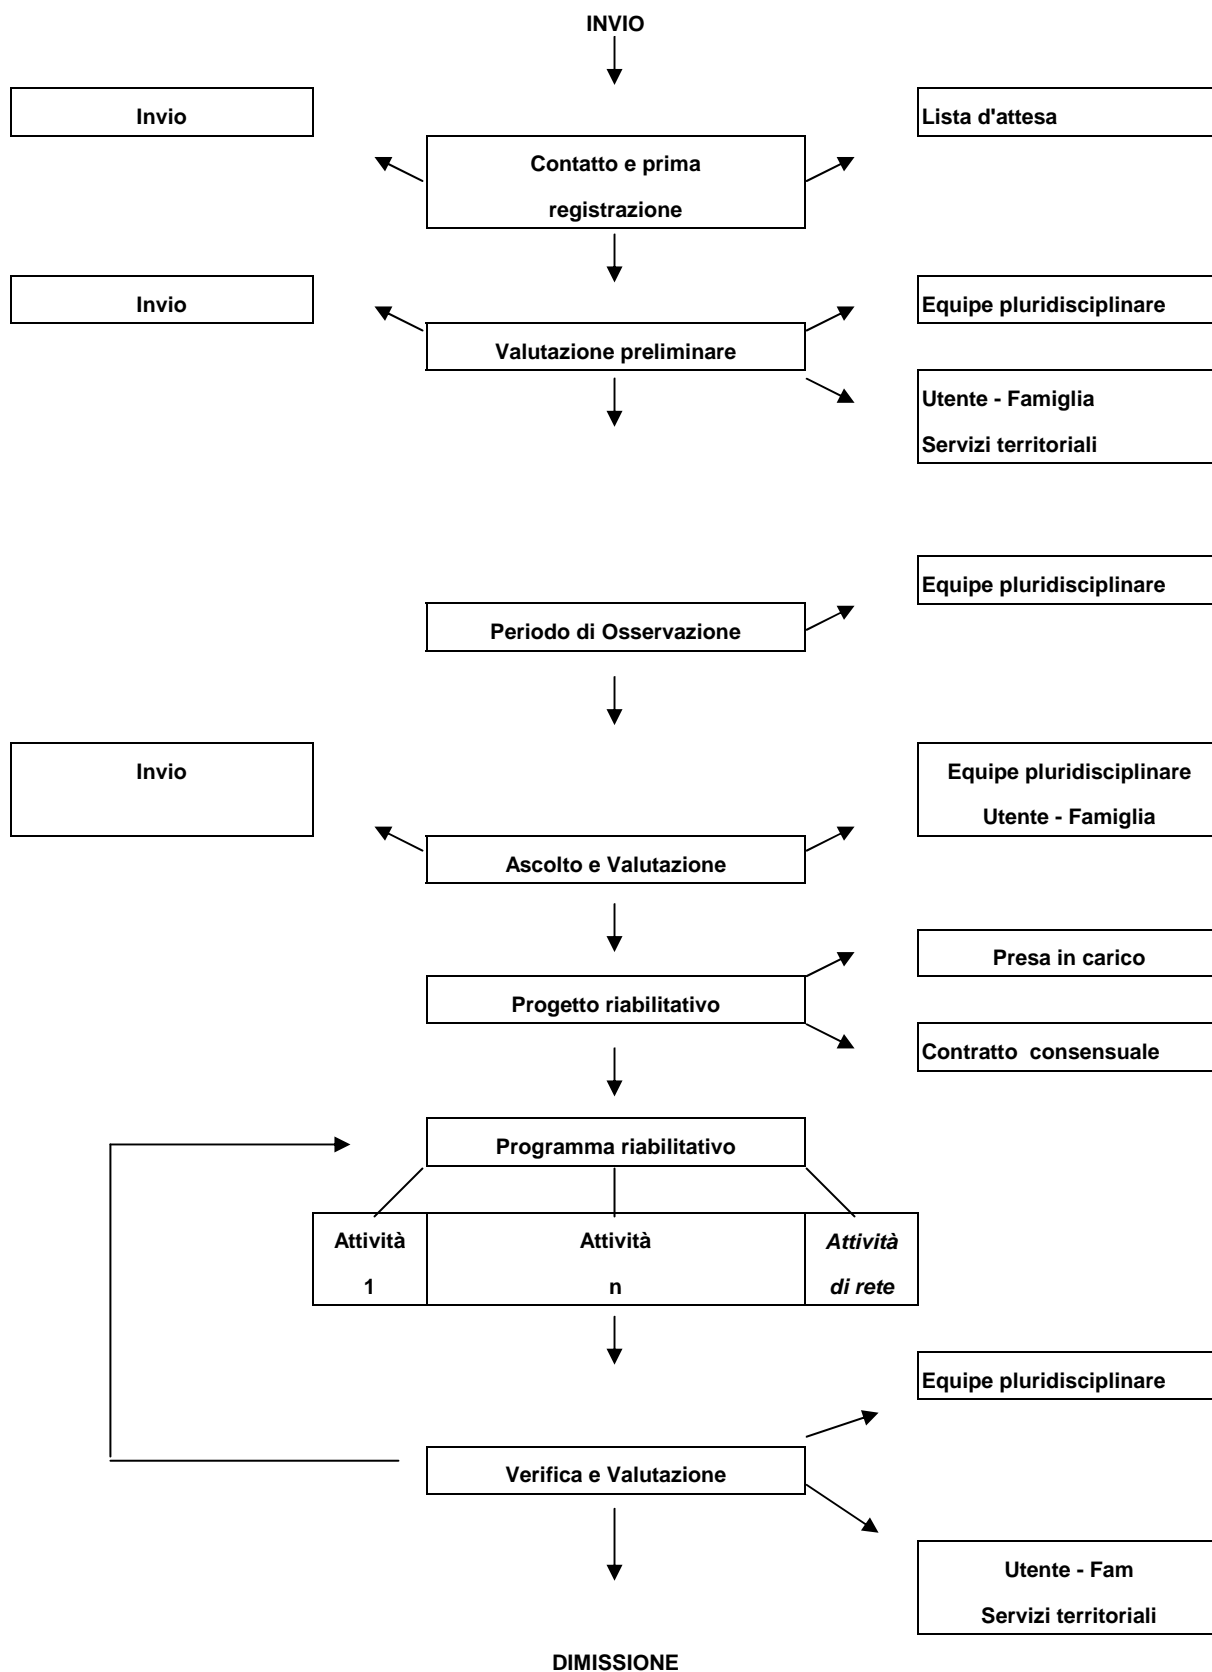 INVIO
Invio
Lista d'attesa
Contatto e prima
registrazione
Invio
Equipe pluridisciplinare
Valutazione preliminare
Utente - Famiglia
Servizi territoriali
Equipe pluridisciplinare
Periodo di Osservazione
Invio
Equipe pluridisciplinare
Utente - Famiglia
Ascolto e Valutazione
Presa in carico
Progetto riabilitativo
Contratto consensuale
Programma riabilitativo
Attività
1
Attività
n
Attività
di rete
Equipe pluridisciplinare
Verifica e Valutazione
Utente - Fam
Servizi territoriali
DIMISSIONE